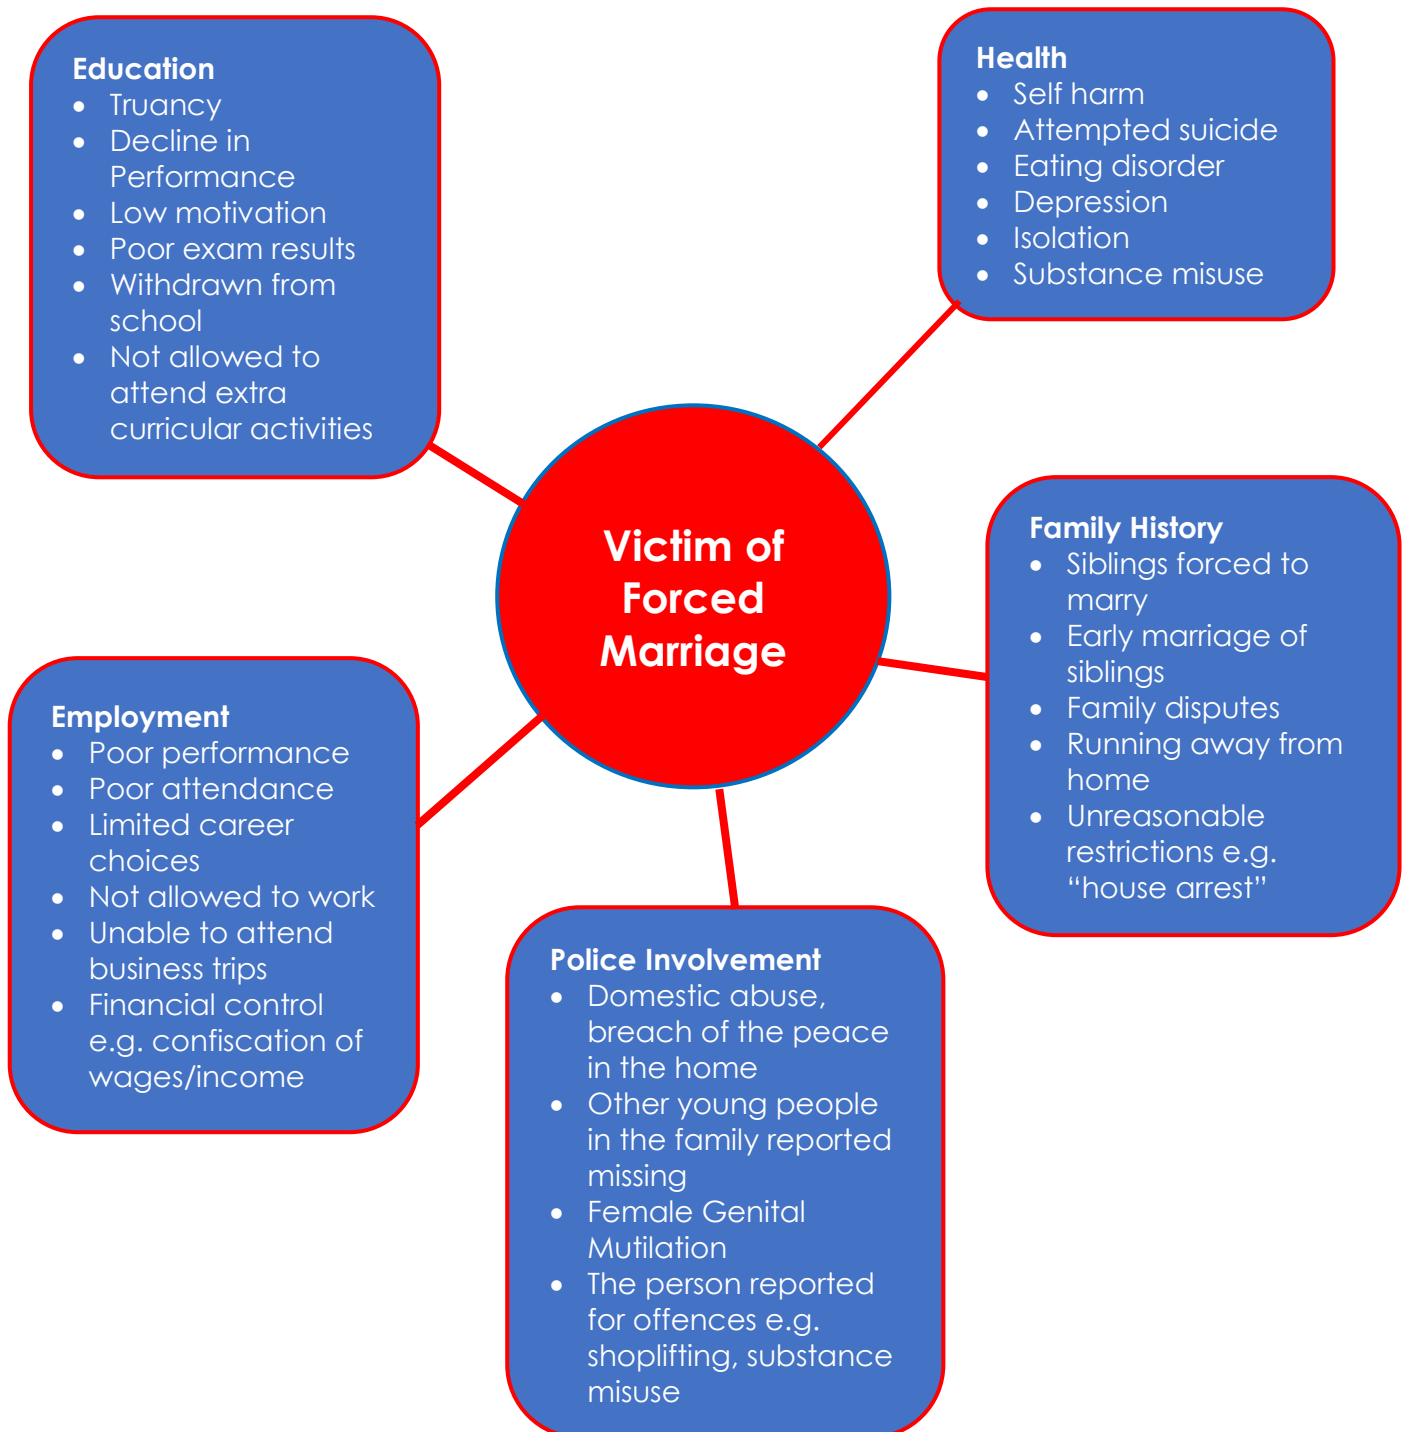 Education
• Truancy
• Decline in
Performance
• Low motivation
• Poor exam results
• Withdrawn from
school
• Not allowed to
attend extra
curricular activities
Health
• Self harm
• Attempted suicide
• Eating disorder
• Depression
• Isolation
• Substance misuse
Victim of
Forced
Marriage
Family History
• Siblings forced to
marry
• Early marriage of
siblings
• Family disputes
• Running away from
home
• Unreasonable
restrictions e.g.
“house arrest”
Employment
• Poor performance
• Poor attendance
• Limited career
choices
• Not allowed to work
• Unable to attend
business trips
• Financial control
e.g. confiscation of
wages/income
Police Involvement
• Domestic abuse,
breach of the peace
in the home
• Other young people
in the family reported
missing
• Female Genital
Mutilation
• The person reported
for offences e.g.
shoplifting, substance
misuse